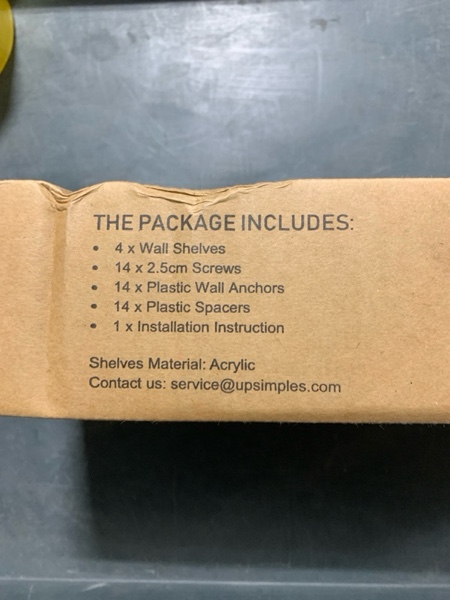 THE PACKAGE INCLUDES:
• 4 x Wall Shelves
• 14 x 2.5cm Screws
• 14 x Plastic Wall Anchors
• 14 x Plastic Spacers
• 1 x Installation Instruction
Shelves Material: Acrylic
Contact us: service@upsimples.com